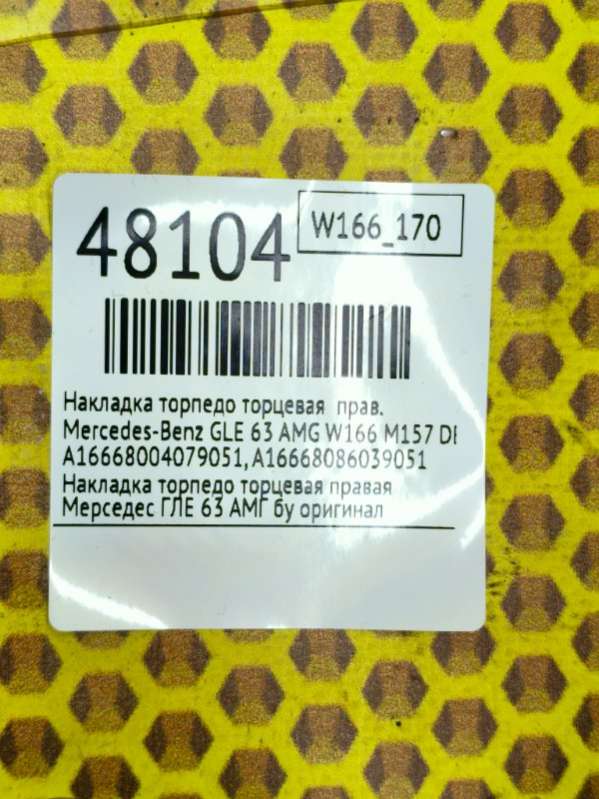 48104
W166_170
Накладка торпедо торцевая прав.
Mercedes-Benz GLE 63 AMG W166 M157 DE
A16668004079051, A16668086039051
Накладка торпедо торцевая правая
Мерседес ГЛЕ 63 АМГ бу оригинал